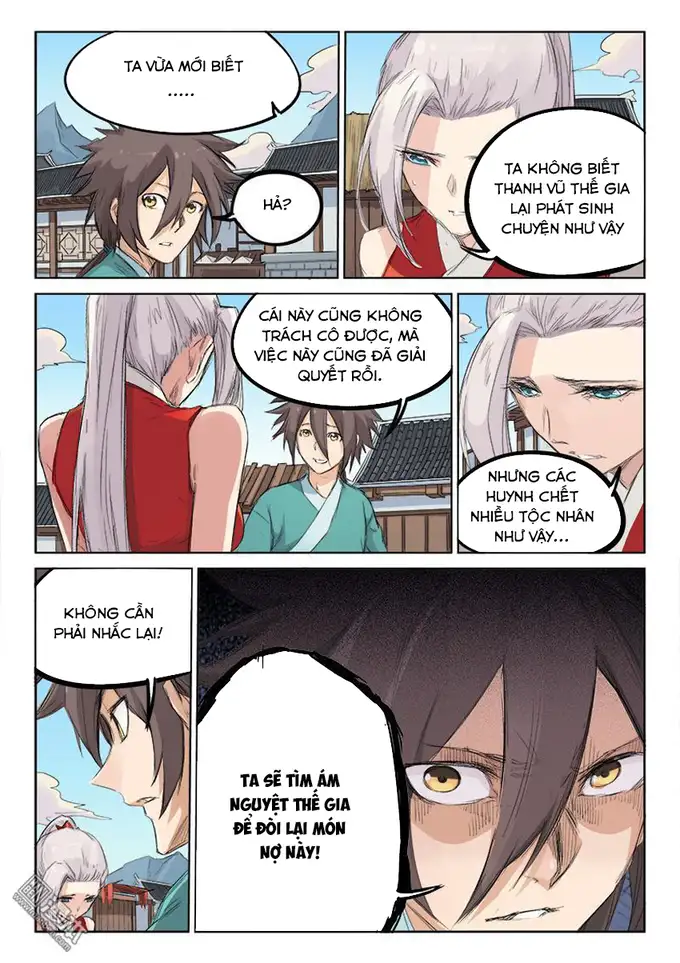 TA VỪA MỚI BIẾT
.....
HẢ?
TA KHÔNG BIẾT
THANH VŨ THẾ GIA
LẠI PHÁT SINH
CHUYỆN NHƯ VẬY
CÁI NÀY CŨNG KHÔNG
TRÁCH CÔ ĐƯỢC, MÀ
VIỆC NÀY CŨNG ĐÃ GIẢI
QUYẾT RỒI.
NHƯNG CÁC
HUYNH CHẾT
NHIỀU TỘC NHÂN
NHƯ VẬY...
KHÔNG CẦN
PHẢI NHẮC LẠI!
TA SẼ TÌM ÁM
NGUYỆT THẾ GIA
ĐỂ ĐÒI LẠI MÓN
NỢ NÀY!